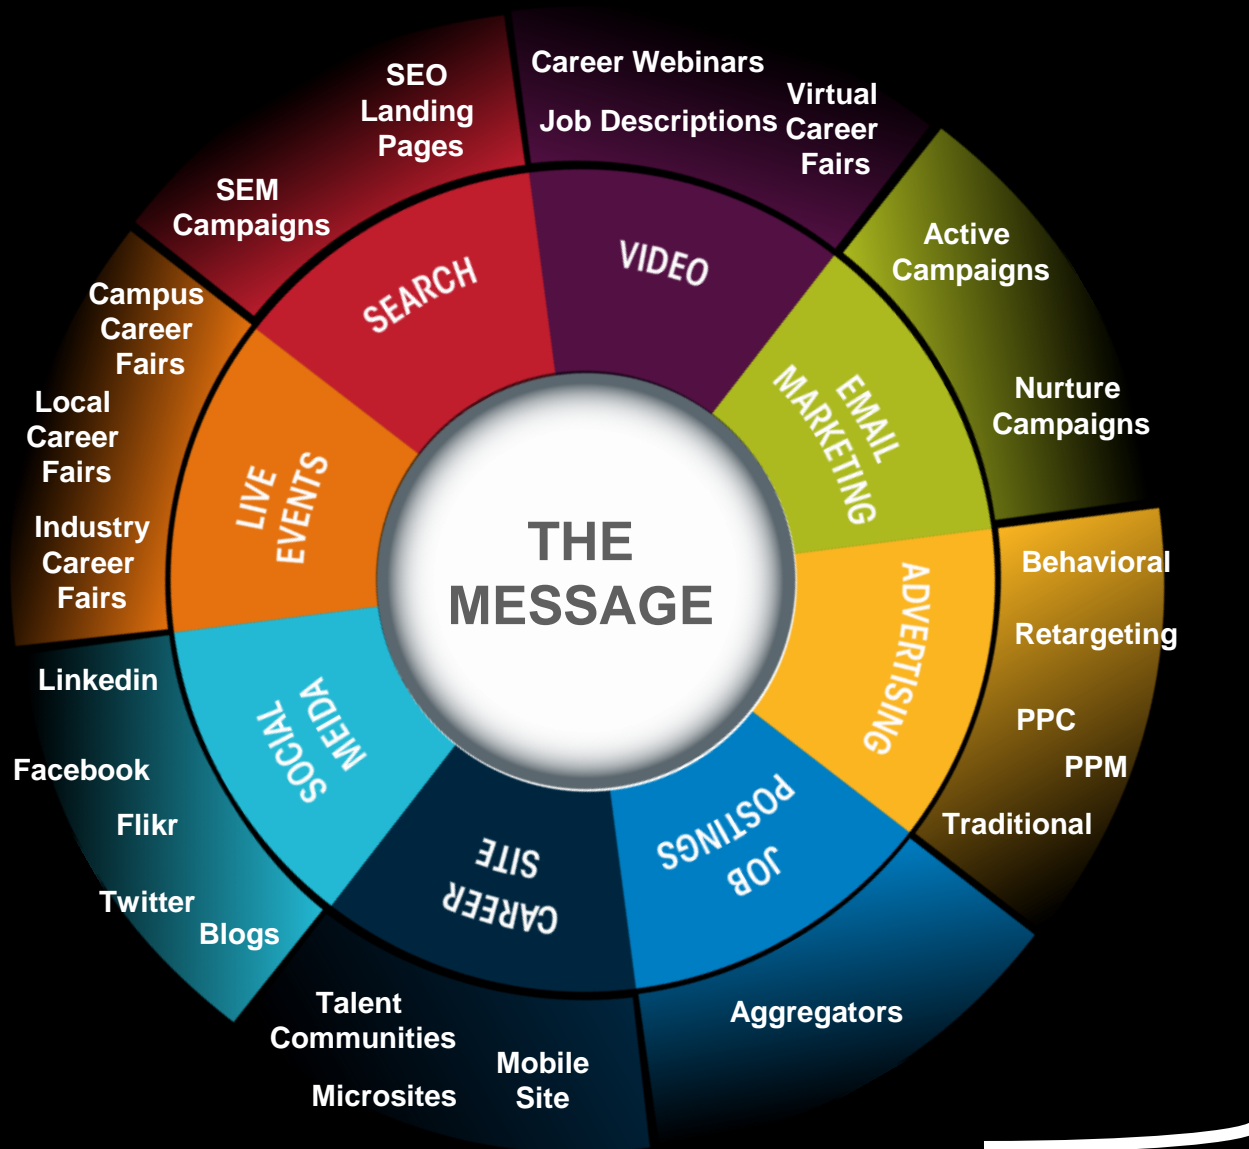 THE
MESSAGE
SEARCH
SEO
Landing
Pages
SEM
Campaigns
VIDEO
Career Webinars
Job Descriptions
Virtual
Career
Fairs
EMAIL
MARKETING
Active
Campaigns
Nurture
Campaigns
ADVERTISING
Behavioral
Retargeting
PPC
PPM
Traditional
JOB
POSTINGS
Aggregators
CAREER
SITE
Talent
Communities
Microsites
Mobile
Site
SOCIAL
MEIDA
Linkedin
Facebook
Flikr
Twitter
Blogs
LIVE
EVENTS
Campus
Career
Fairs
Local
Career
Fairs
Industry
Career
Fairs